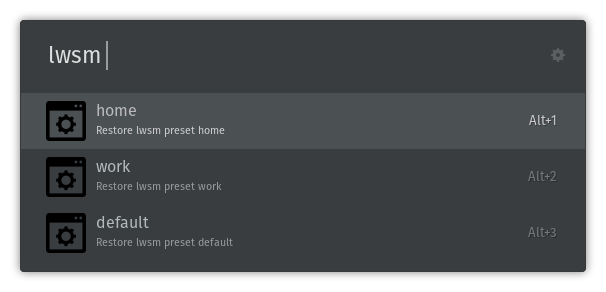 lwsm
home
Restore lwsm preset home
Alt+1
work
Restore lwsm preset work
Alt+2
default
Restore lwsm preset default
Alt+3